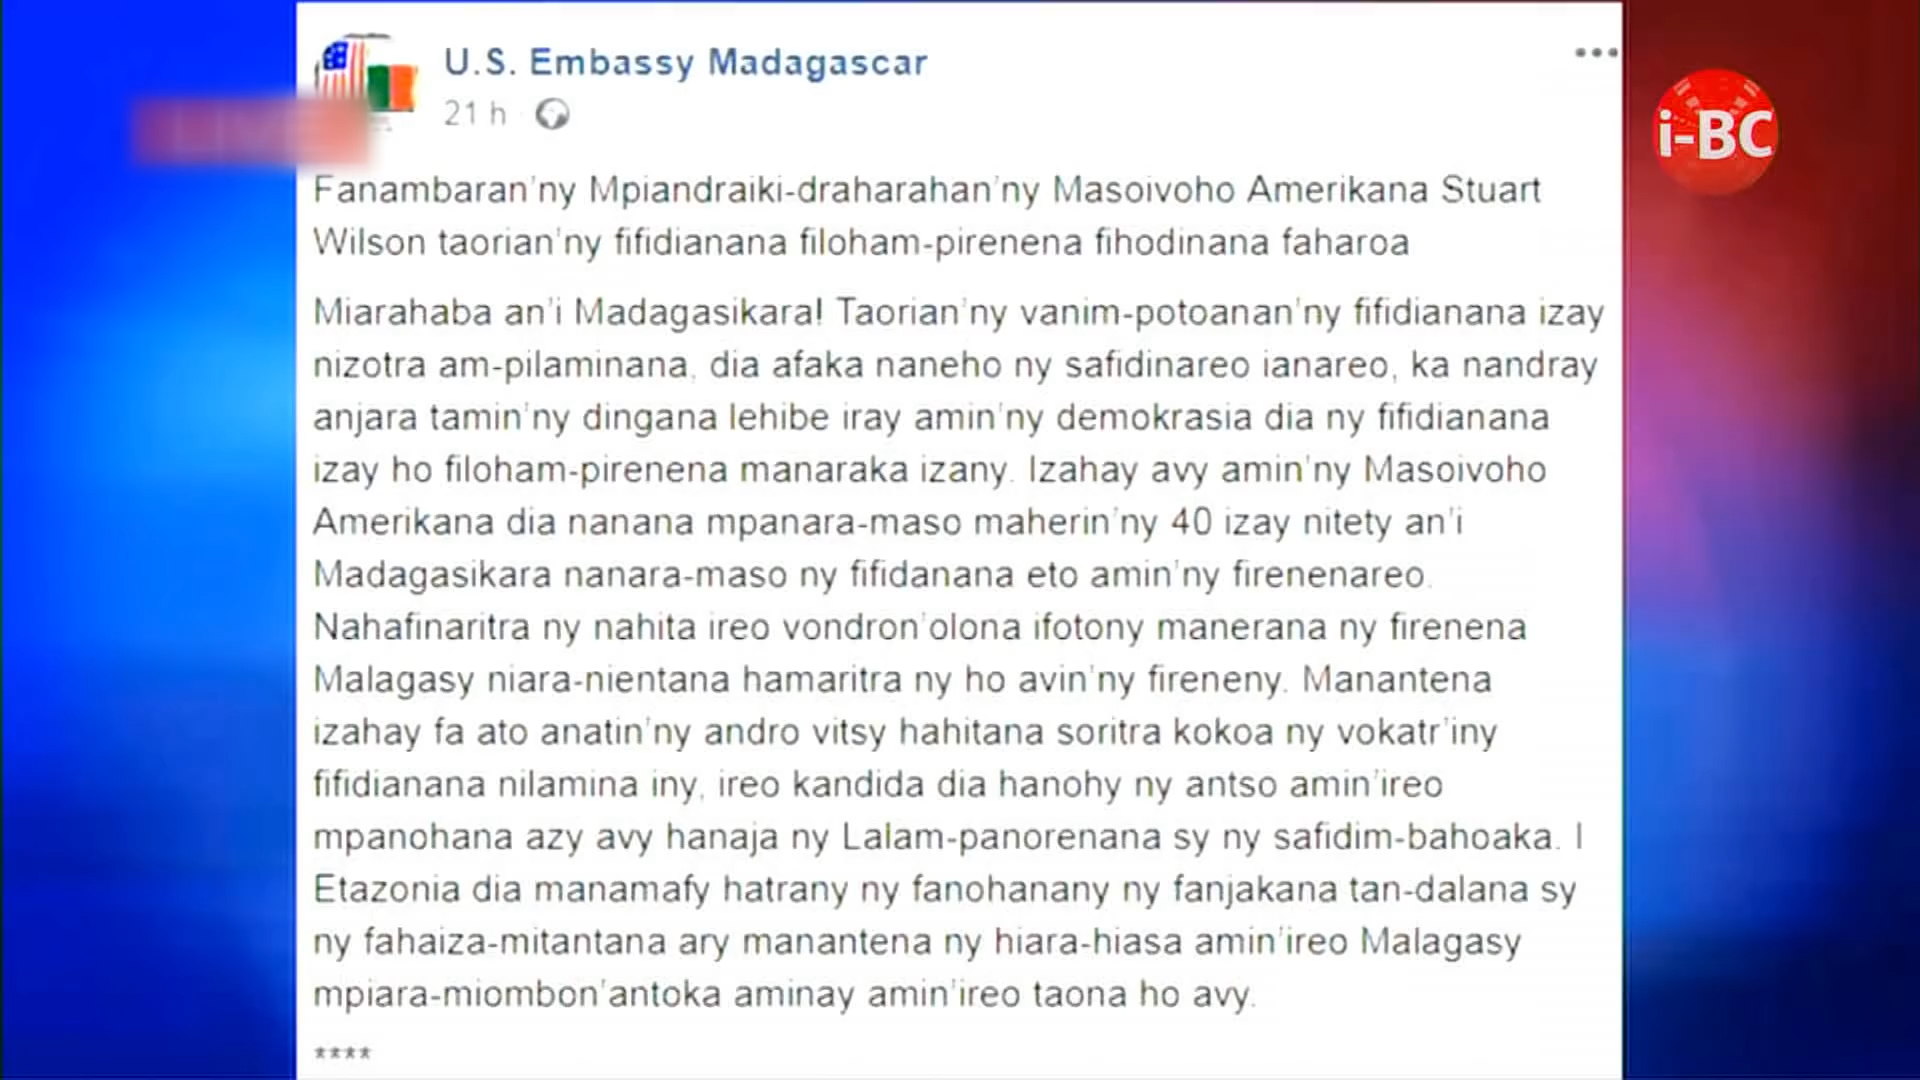 U.S. Embassy Madagascar
21 h
i-BC
Fanambaran'ny Mpiandraiki-draharahan'ny Masoivoho Amerikana Stuart
Wilson taorian'ny fifidianana filoham-pirenena fihodinana faharoa
Miarahaba an'i Madagasikara! Taorian'ny vanim-potoanan'ny fifidianana izay
nizotra am-pilaminana, dia afaka naneho ny safidinareo ianareo, ka nandray
anjara tamin'ny dingana lehibe iray amin'ny demokrasia dia ny fifidianana
izay ho filoham-pirenena manaraka izany. Izahay avy amin'ny Masoivoho
Amerikana dia nanana mpanara-maso maherin'ny 40 izay nitety an'i
Madagasikara nanara-maso ny fifidanana eto amin'ny firenenareo.
Nahafinaritra ny nahita ireo vondron'olona ifotony manerana ny firenena
Malagasy niara-nientana hamaritra ny ho avin'ny fireneny. Manantena
izahay fa ato anatin'ny andro vitsy hahitana soritra kokoa ny vokatr'iny
fifidianana nilamina iny, ireo kandida dia hanohy ny antso amin'ireo
mpanohana azy avy hanaja ny Lalam-panorenana sy ny safidim-bahoaka. I
Etazonia dia manamafy hatrany ny fanohanany ny fanjakana tan-dalana sy
ny fahaiza-mitantana ary manantena ny hiara-hiasa amin'ireo Malagasy
mpiara-miombon'antoka aminay amin'ireo taona ho avy.
****